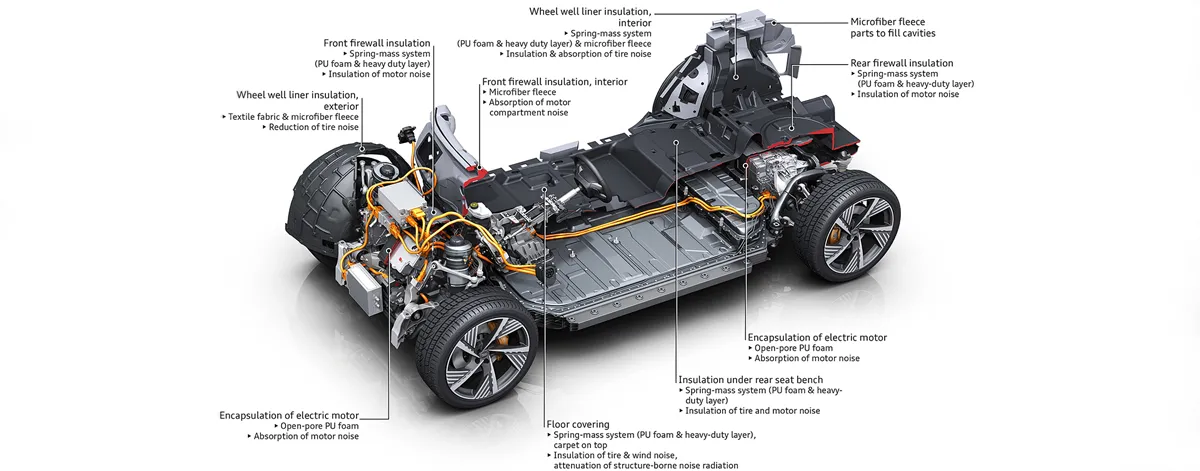 Wheel well liner insulation,
interior
‣ Spring-mass system
(PU foam & heavy duty layer) & microfiber fleece
‣ Insulation & absorption of tire noise
Microfiber fleece
parts to fill cavities
Front firewall insulation
‣ Spring-mass system
(PU foam & heavy duty layer)
‣ Insulation of motor noise
Front firewall insulation, interior
‣ Microfiber fleece
‣ Absorption of motor
compartment noise
Rear firewall insulation
‣ Spring-mass system
(PU foam & heavy-duty layer)
‣ Insulation of motor noise
Wheel well liner insulation,
exterior
‣ Textile fabric & microfiber fleece
‣ Reduction of tire noise
Encapsulation of electric motor
‣ Open-pore PU foam
‣ Absorption of motor noise
Insulation under rear seat bench
‣ Spring-mass system (PU foam & heavy-
duty layer)
‣ Insulation of tire and motor noise
Encapsulation of electric motor
‣ Open-pore PU foam
‣ Absorption of motor noise
Floor covering
‣ Spring-mass system (PU foam & heavy-duty layer),
carpet on top
‣ Insulation of tire & wind noise,
attenuation of structure-borne noise radiation